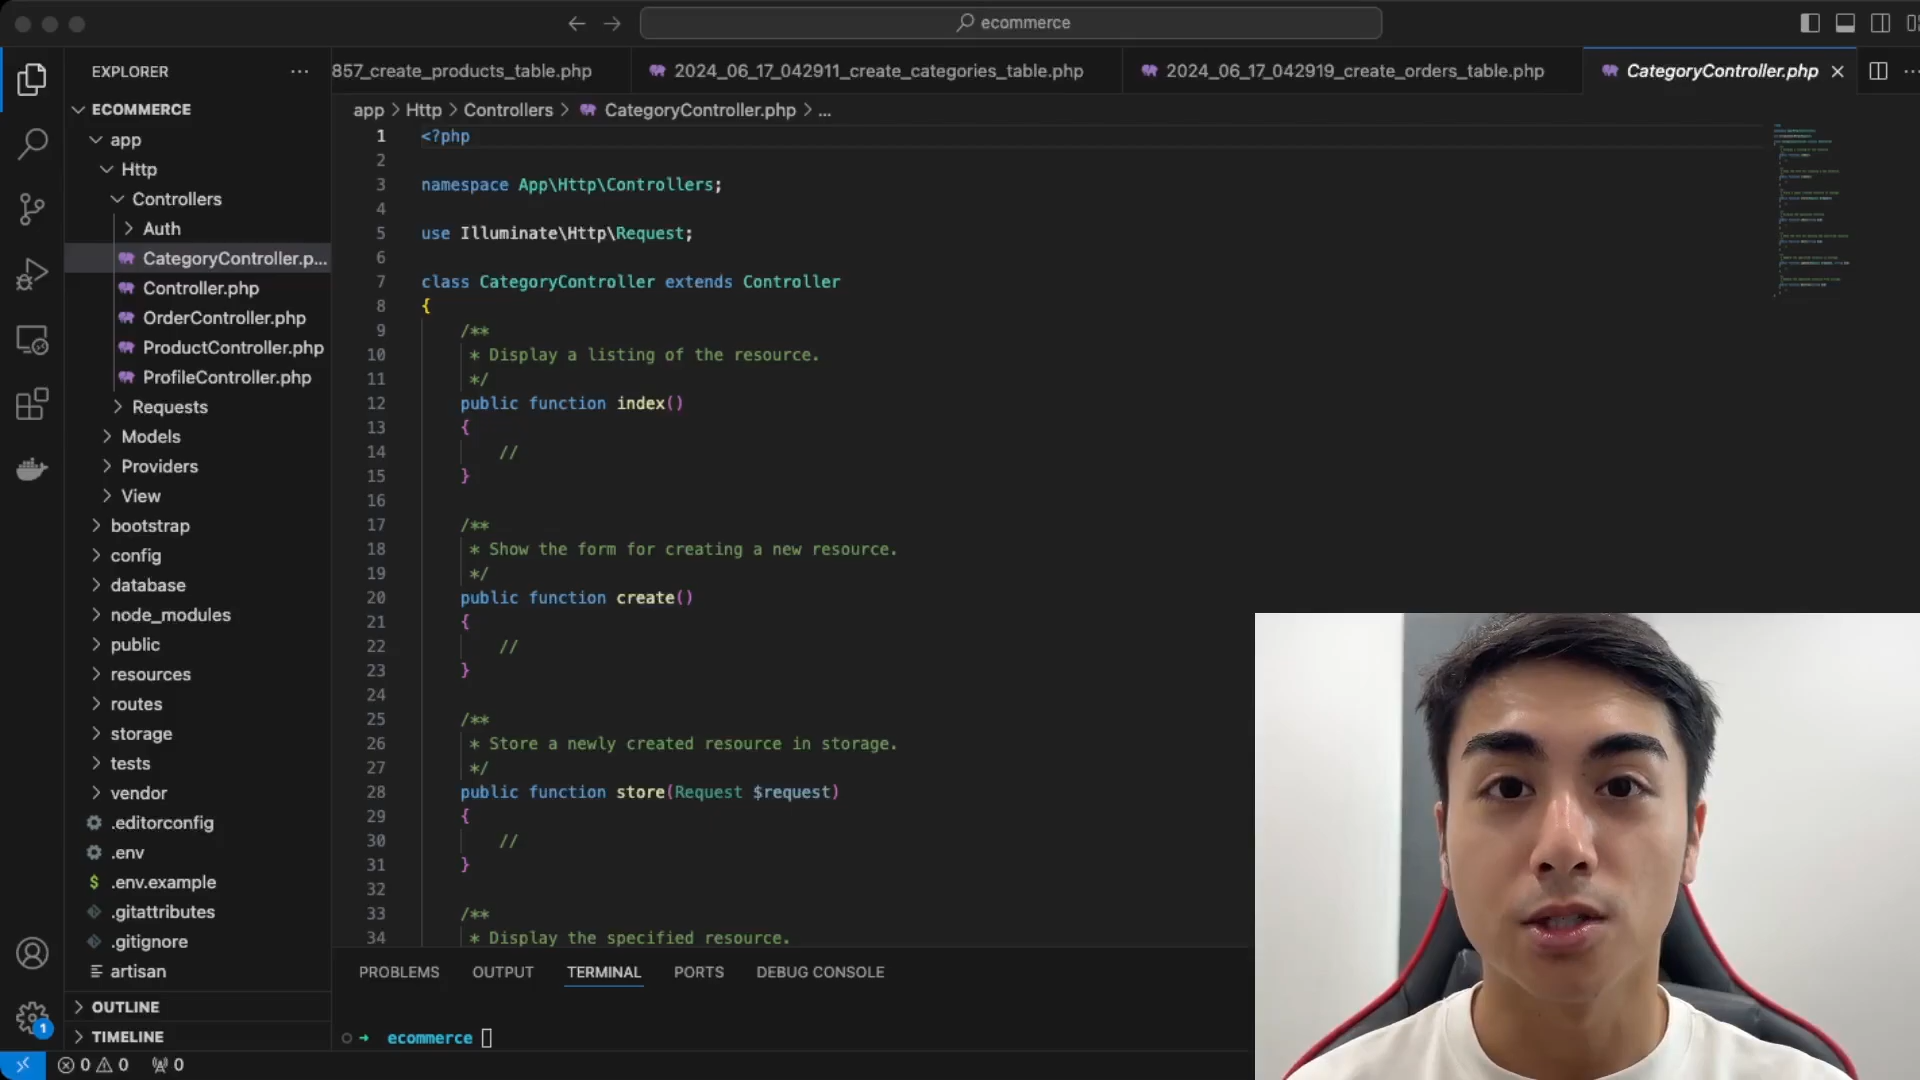 ecommerce
EXPLORER
ECOMMERCE
app
Http
Controllers
Auth
CategoryController.p...
Controller.php
OrderController.php
ProductController.php
ProfileController.php
Requests
Models
Providers
View
bootstrap
config
database
node_modules
public
resources
routes
storage
tests
vendor
.editorconfig
.env
$ .env.example
.gitattributes
.gitignore
artisan
OUTLINE
TIMELINE
857_create_products_table.php
2024_06_17_042911_create_categories_table.php
2024_06_17_042919_create_orders_table.php
CategoryController.php
app > Http > Controllers > CategoryController.php > ...
1 <?php
2
3 namespace App\Http\Controllers;
4
5 use Illuminate\Http\Request;
6
7 class CategoryController extends Controller
8 {
9 /**
10 * Display a listing of the resource.
11 */
12 public function index()
13 {
14 //
15 }
16
17 /**
18 * Show the form for creating a new resource.
19 */
20 public function create()
21 {
22 //
23 }
24
25 /**
26 * Store a newly created resource in storage.
27 */
28 public function store(Request $request)
29 {
30 //
31 }
32
33 /**
34 * Display the specified resource.
PROBLEMS OUTPUT TERMINAL PORTS DEBUG CONSOLE
→ ecommerce
1
0 0 0